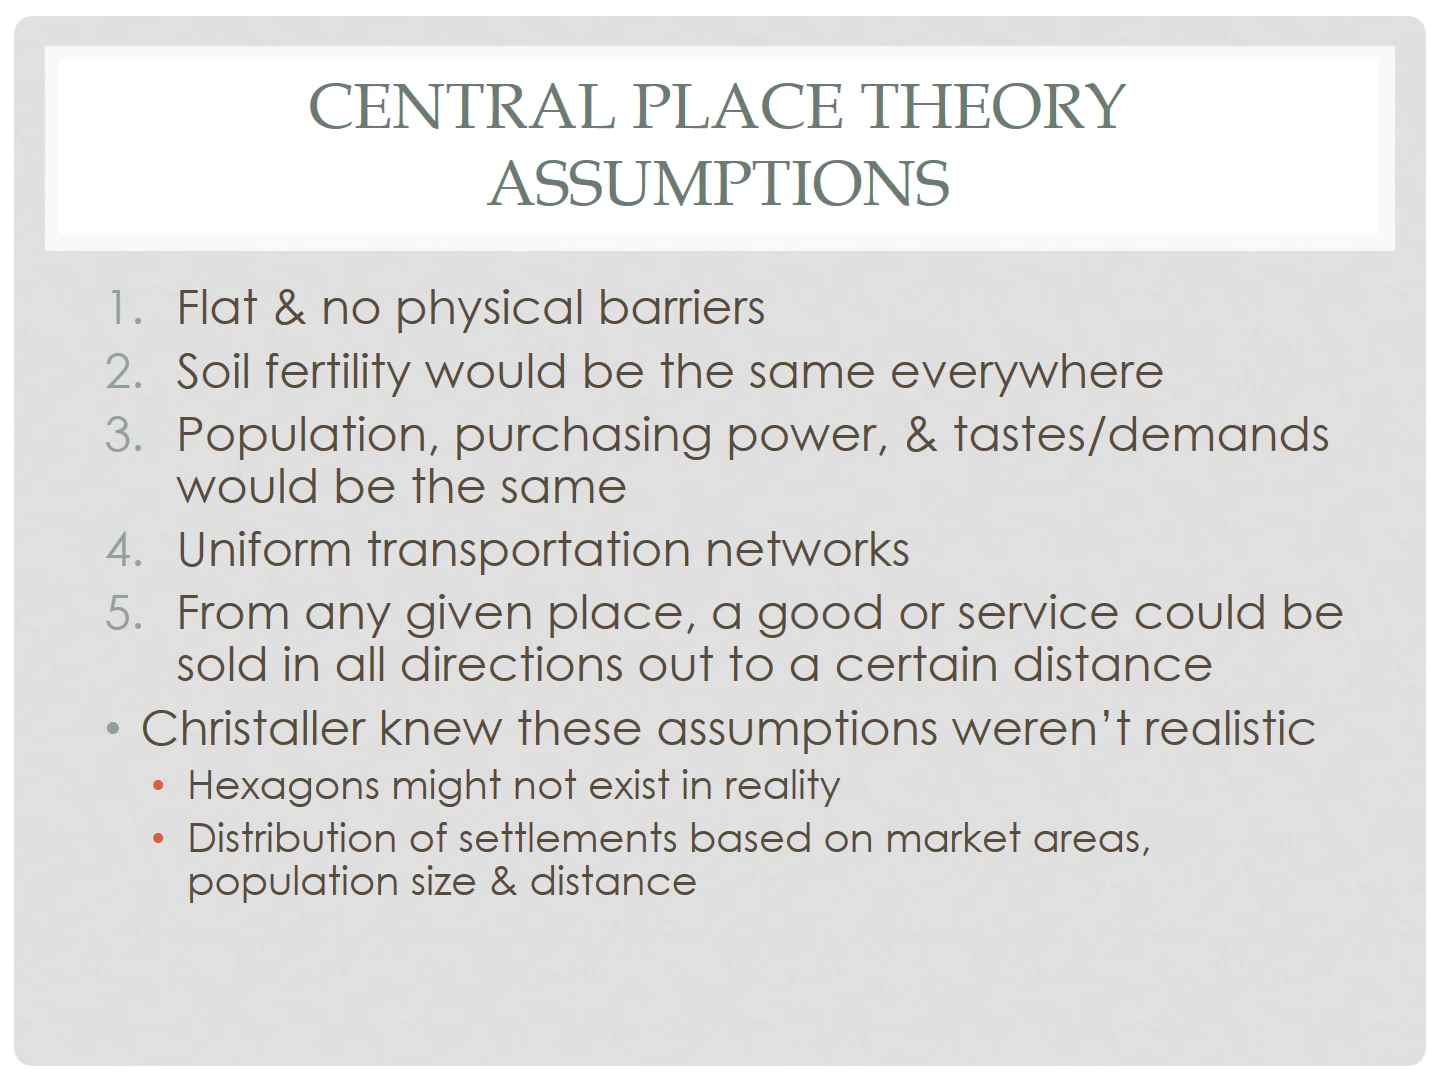 CENTRAL PLACE THEORY
ASSUMPTIONS
1. Flat & no physical barriers
2. Soil fertility would be the same everywhere
3. Population, purchasing power, & tastes/demands
would be the same
4. Uniform transportation networks
5. From any given place, a good or service could be
sold in all directions out to a certain distance
• Christaller knew these assumptions weren’t realistic
• Hexagons might not exist in reality
• Distribution of settlements based on market areas,
population size & distance